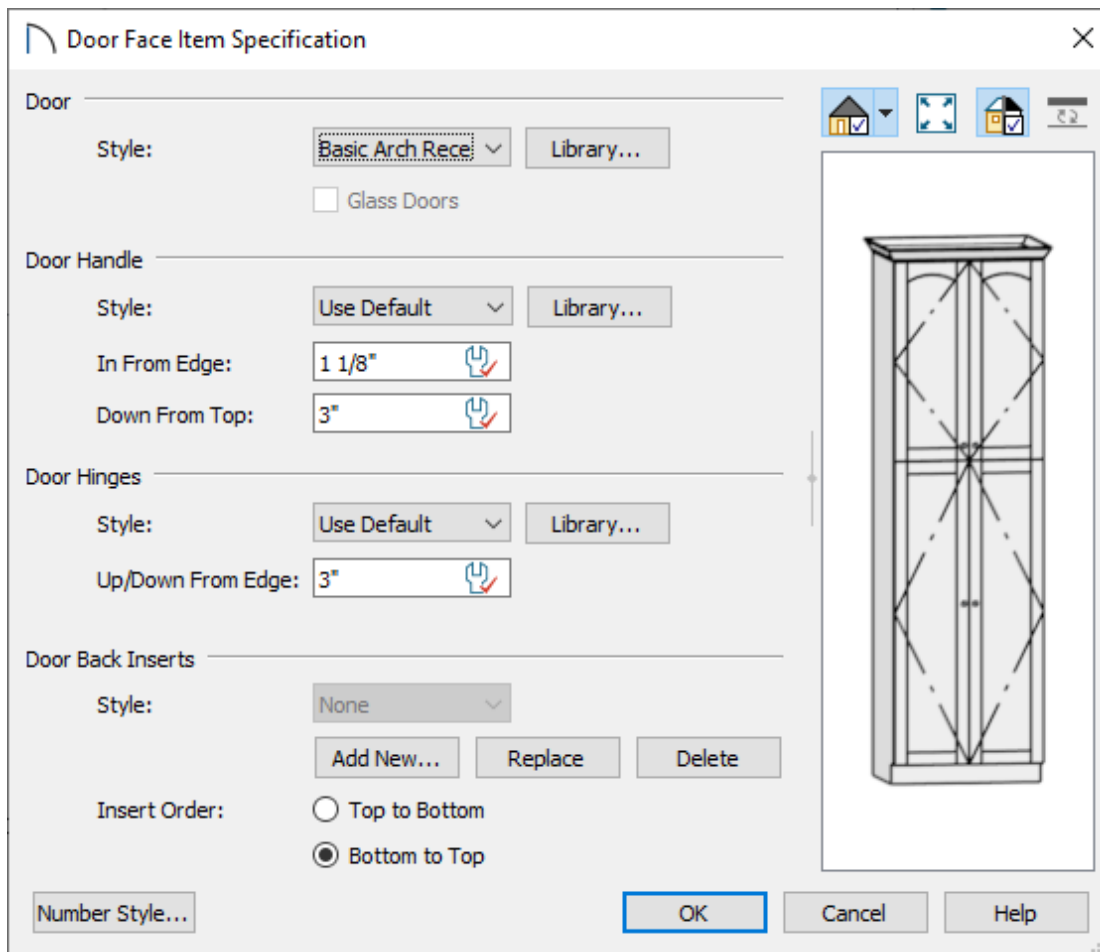 Door Face Item Specification
Door
Style: Basic Arch Rece Library...
Glass Doors
Door Handle
Style: Use Default Library...
In From Edge: 1 1/8"
Down From Top: 3"
Door Hinges
Style: Use Default Library...
Up/Down From Edge: 3"
Door Back Inserts
Style: None
Add New... Replace Delete
Insert Order: Top to Bottom
Bottom to Top
Number Style... OK Cancel Help